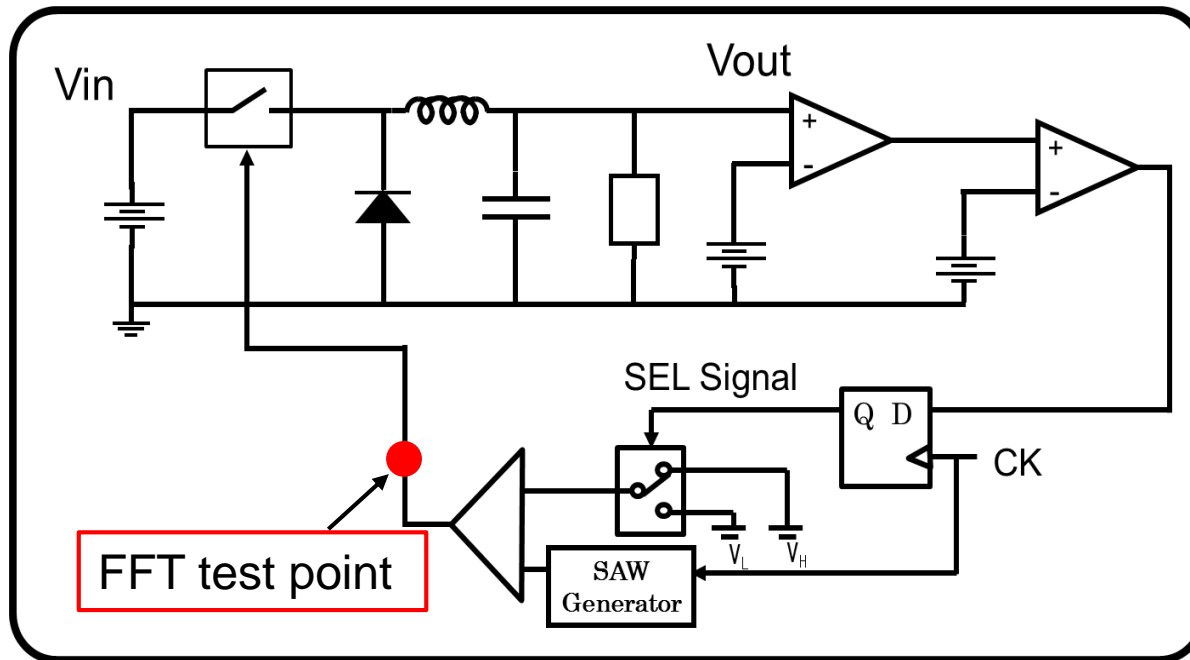 Vin
Vout
+
-
+
-
SEL Signal
Q D
CK
V_L
V_H
FFT test point
SAW
Generator